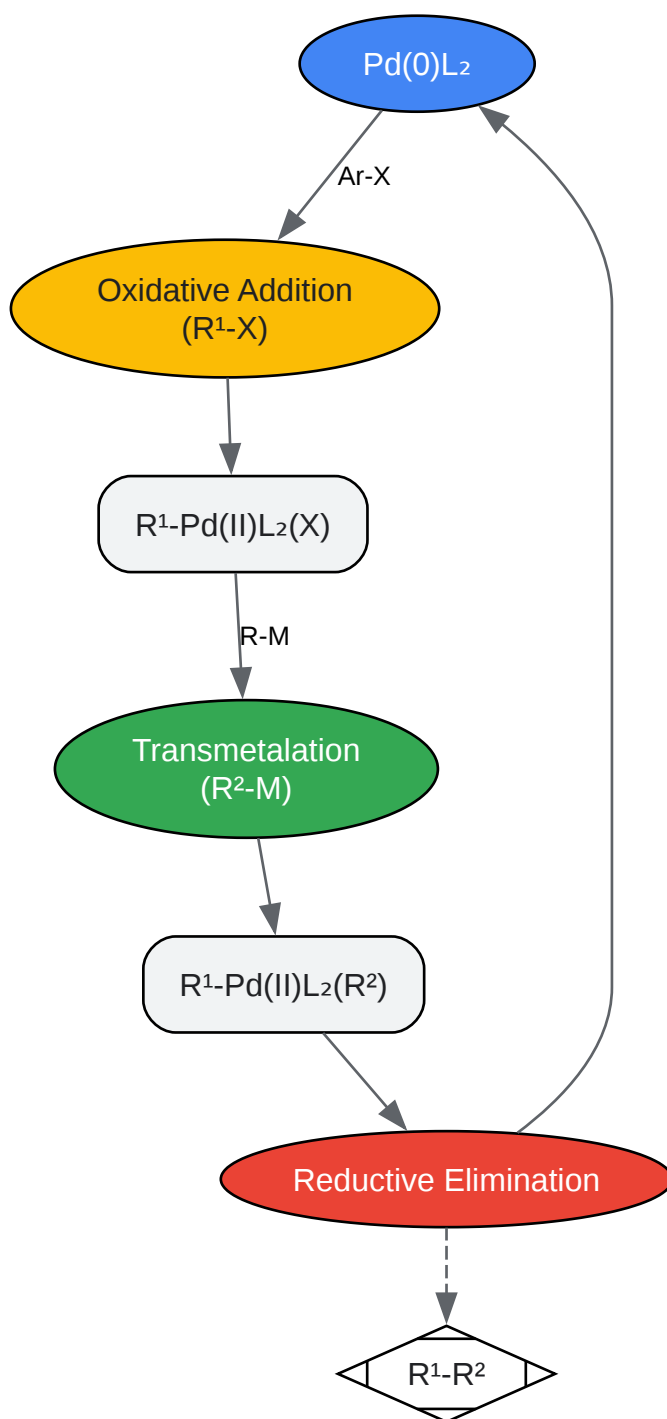 Pd(0)L₂
Ar-X
Oxidative Addition
(R¹-X)
R¹-Pd(II)L₂(X)
R-M
Transmetalation
(R²-M)
R¹-Pd(II)L₂(R²)
Reductive Elimination
R¹-R²